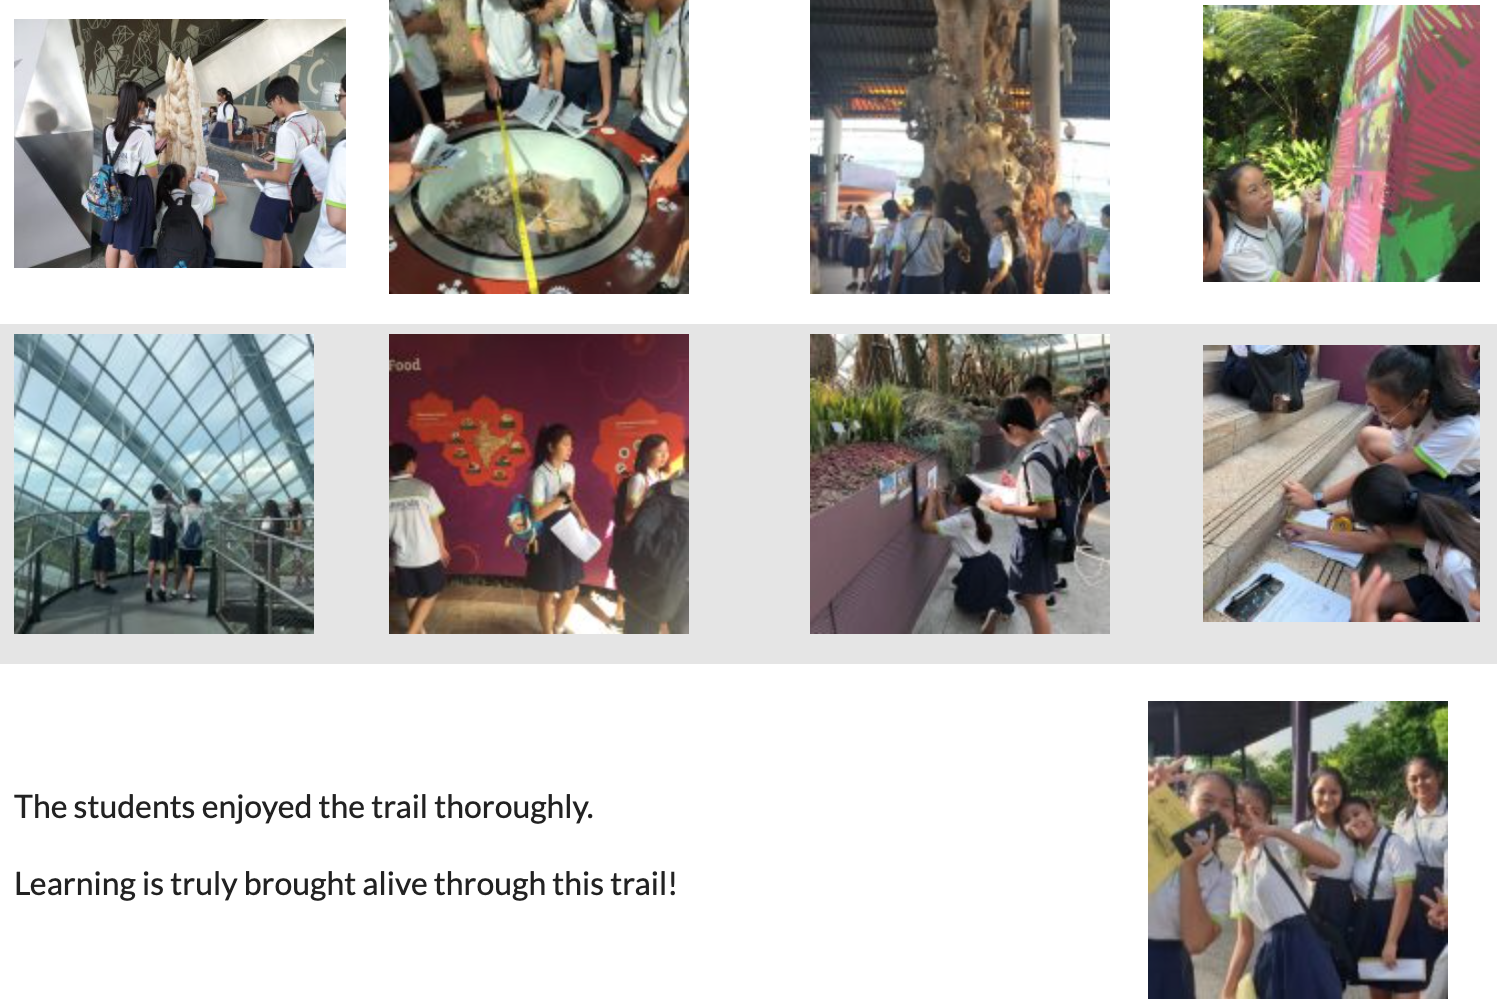 Food
The students enjoyed the trail thoroughly.
Learning is truly brought alive through this trail!